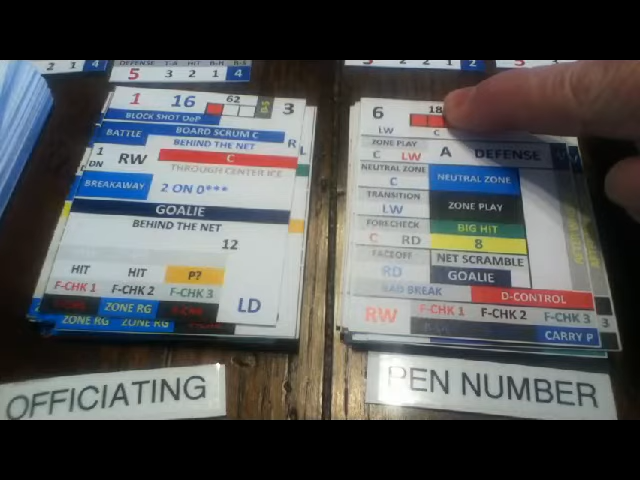 DEFENSE S-A HIT B-H B-S
5 3 2 1 4
1 16 62 B-S 3
BLOCK SHOT DoP
BATTLE BOARD SCRUM C
BEHIND THE NET
1 DN RW C
THROUGH CENTER ICE
BREAKAWAY 2 ON 0***
GOALIE
BEHIND THE NET
12
HIT HIT P?
F-CHK 1 F-CHK 2 F-CHK 3 LD
ZONE RG
ZONE RG ZONE RG
OFFICIATING
6 18
LW C
ZONE PLAY
C LW A DEFENSE
NEUTRAL ZONE
C NEUTRAL ZONE
TRANSITION
LW ZONE PLAY
FORECHECK BIG HIT
C RD 8
FACEOFF NET SCRAMBLE
RD GOALIE
BAD BREAK D-CONTROL
RW F-CHK 1 F-CHK 2 F-CHK 3 3
CARRY P
PEN NUMBER